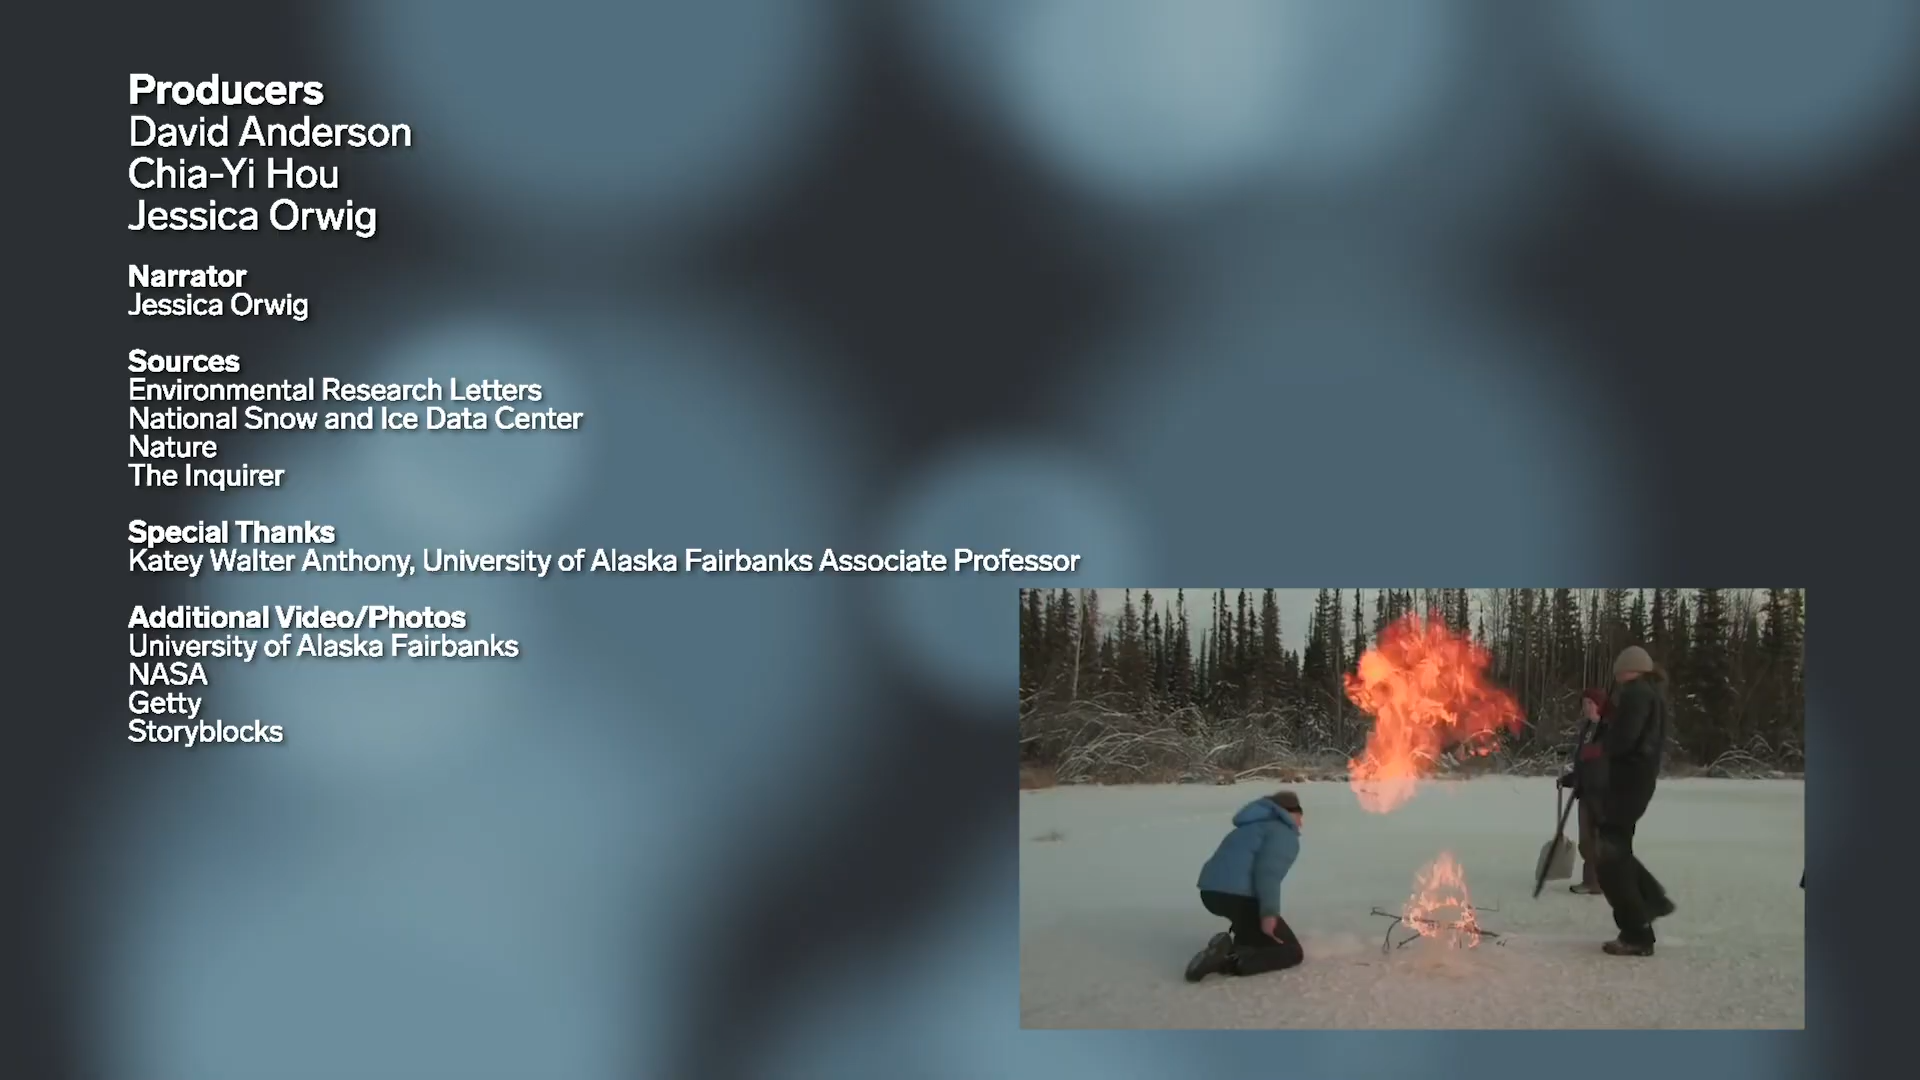 Producers
David Anderson
Chia-Yi Hou
Jessica Orwig
Narrator
Jessica Orwig
Sources
Environmental Research Letters
National Snow and Ice Data Center
Nature
The Inquirer
Special Thanks
Katey Walter Anthony, University of Alaska Fairbanks Associate Professor
Additional Video/Photos
University of Alaska Fairbanks
NASA
Getty
Storyblocks